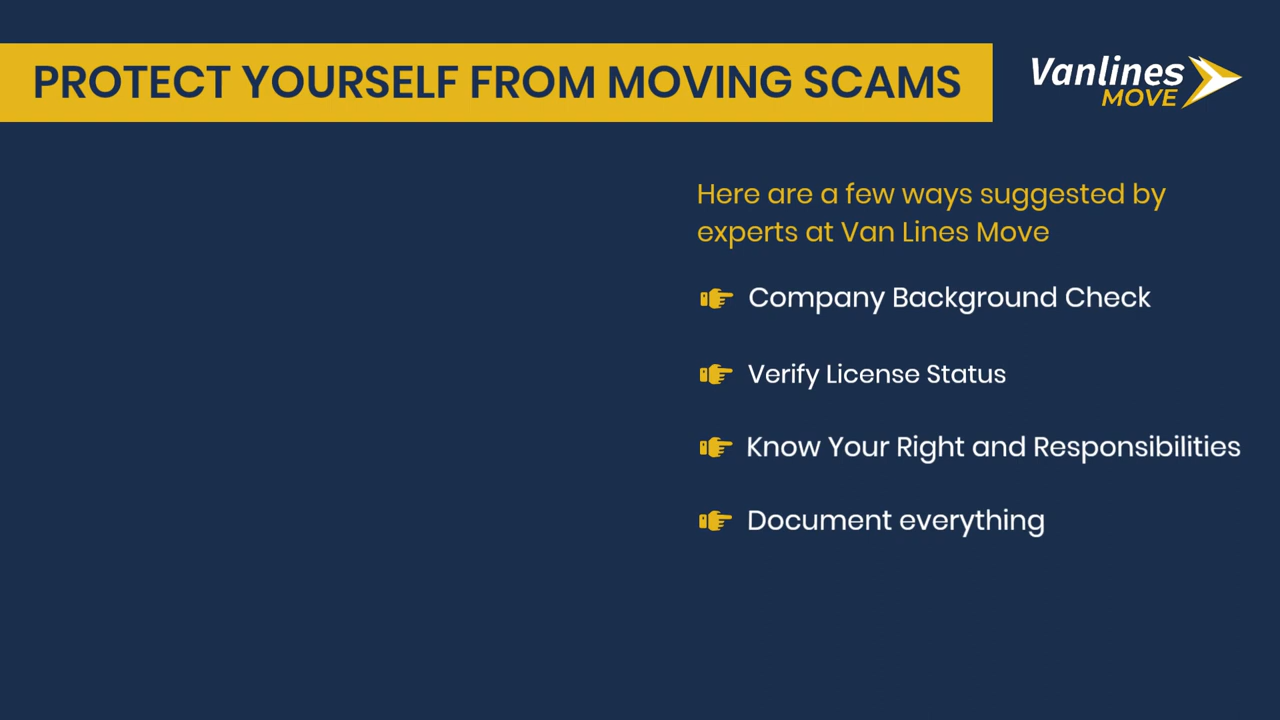 PROTECT YOURSELF FROM MOVING SCAMS
Vanlines
MOVE
Here are a few ways suggested by
experts at Van Lines Move
Company Background Check
Verify License Status
Know Your Right and Responsibilities
Document everything